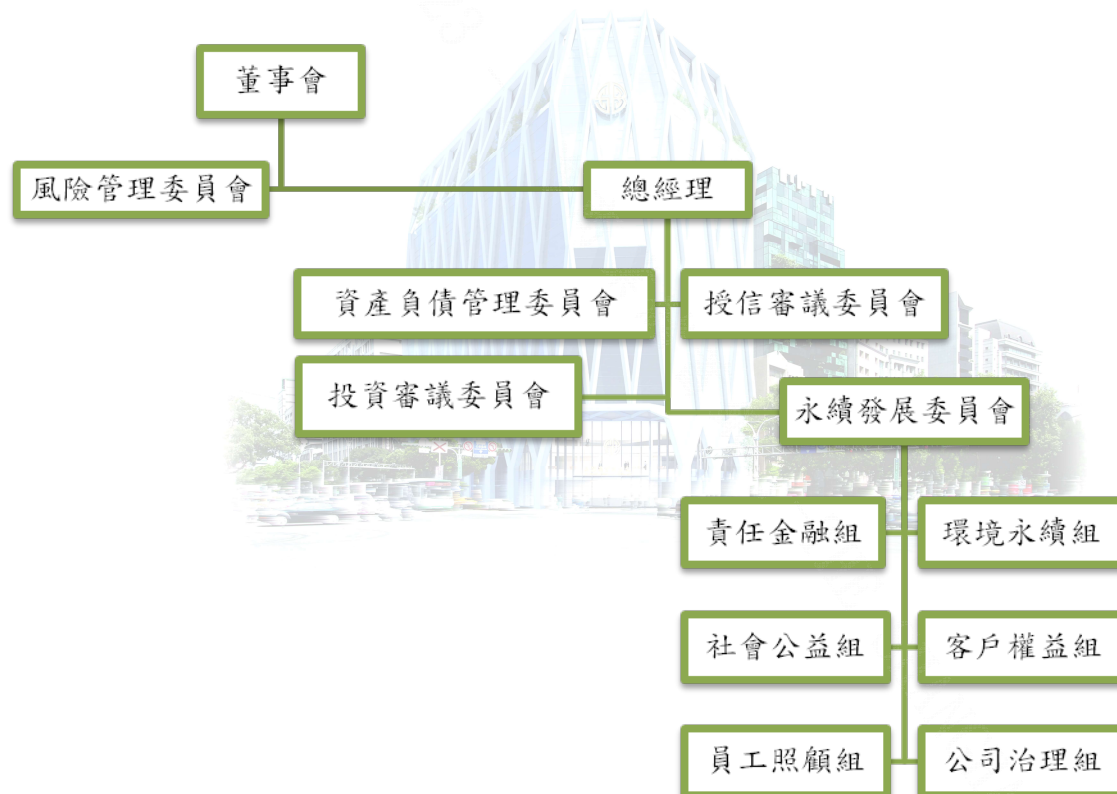 董事會
風險管理委員會
總經理
資產負債管理委員會
授信審議委員會
投資審議委員會
永續發展委員會
責任金融組
環境永續組
社會公益組
客戶權益組
員工照顧組
公司治理組